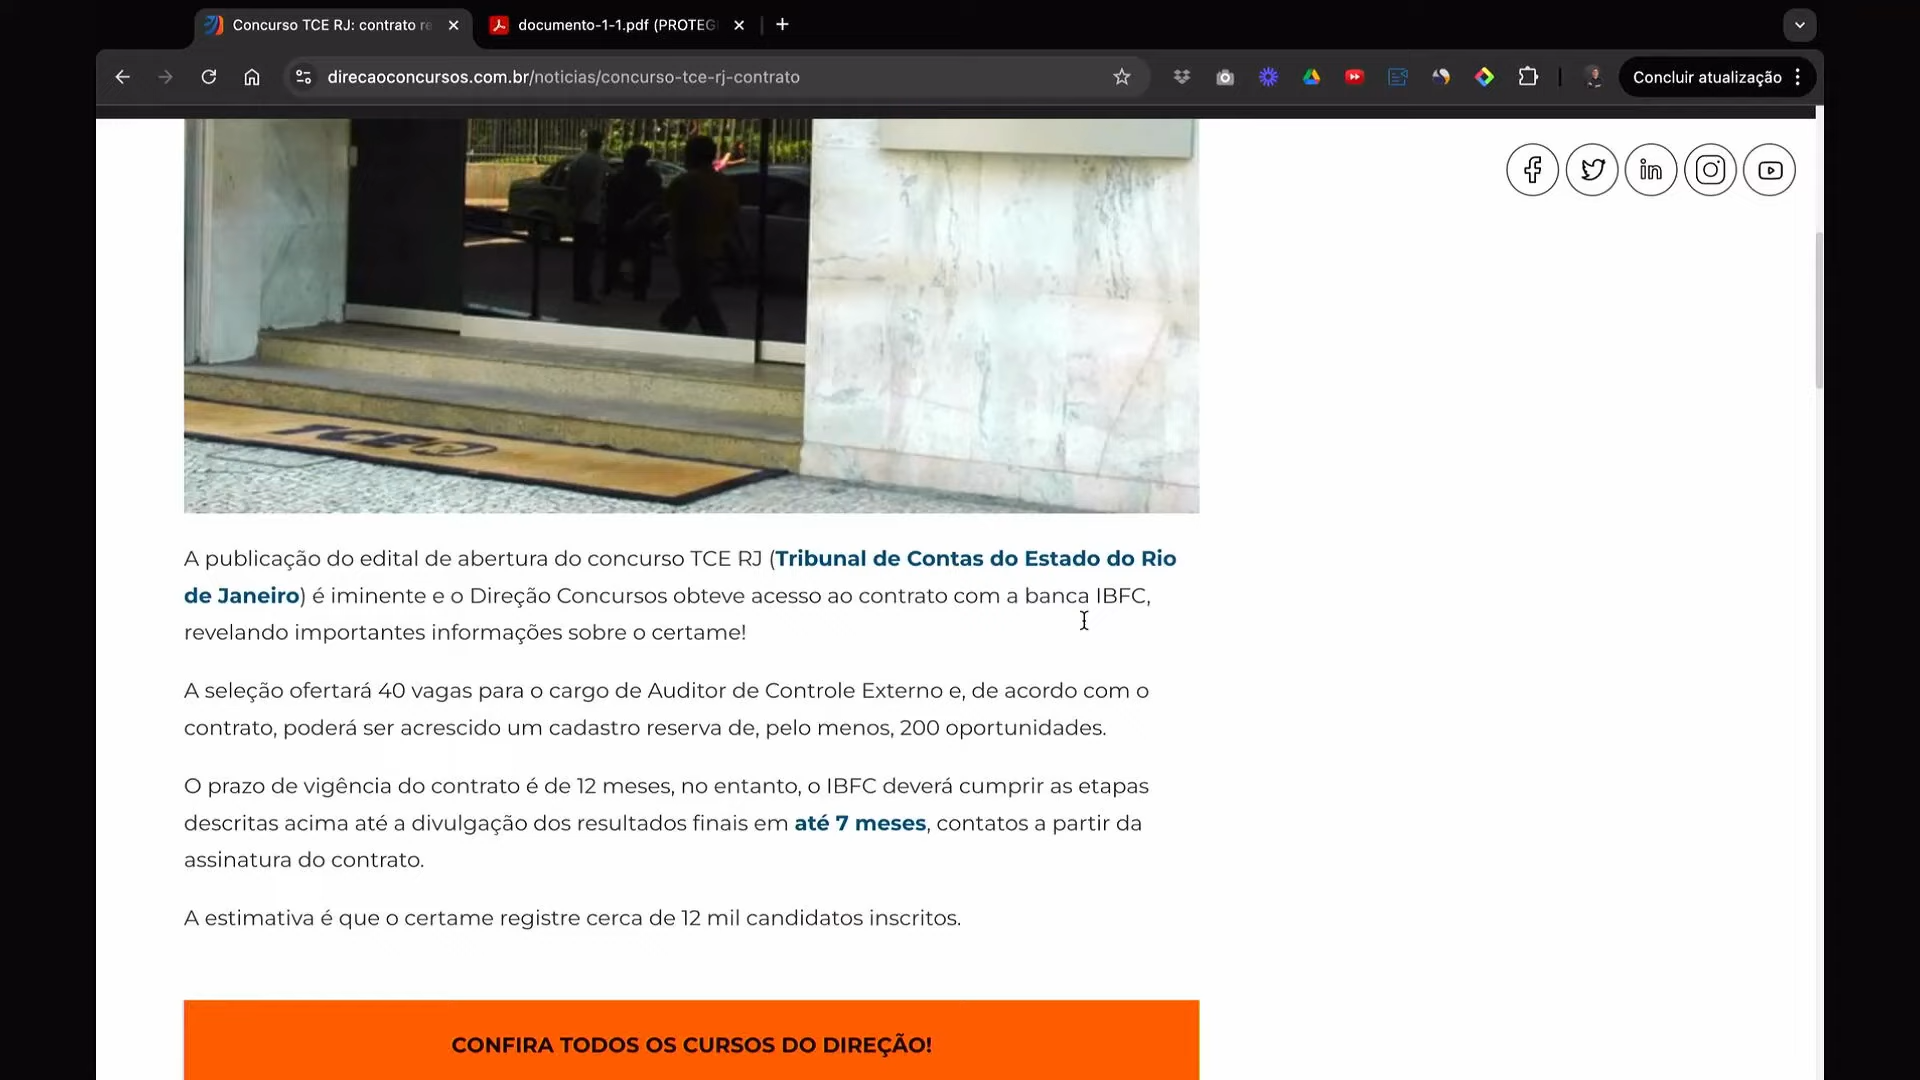 Concurso TCE RJ: contrato re
documento-1-1.pdf (PROTEG
direcaoconcursos.com.br/noticias/concurso-tce-rj-contrato
Concluir atualização
TCE RJ
A publicação do edital de abertura do concurso TCE RJ (Tribunal de Contas do Estado do Rio
de Janeiro) é iminente e o Direção Concursos obteve acesso ao contrato com a banca IBFC,
revelando importantes informações sobre o certame!
A seleção ofertará 40 vagas para o cargo de Auditor de Controle Externo e, de acordo com o
contrato, poderá ser acrescido um cadastro reserva de, pelo menos, 200 oportunidades.
O prazo de vigência do contrato é de 12 meses, no entanto, o IBFC deverá cumprir as etapas
descritas acima até a divulgação dos resultados finais em até 7 meses, contatos a partir da
assinatura do contrato.
A estimativa é que o certame registre cerca de 12 mil candidatos inscritos.
CONFIRA TODOS OS CURSOS DO DIREÇÃO!